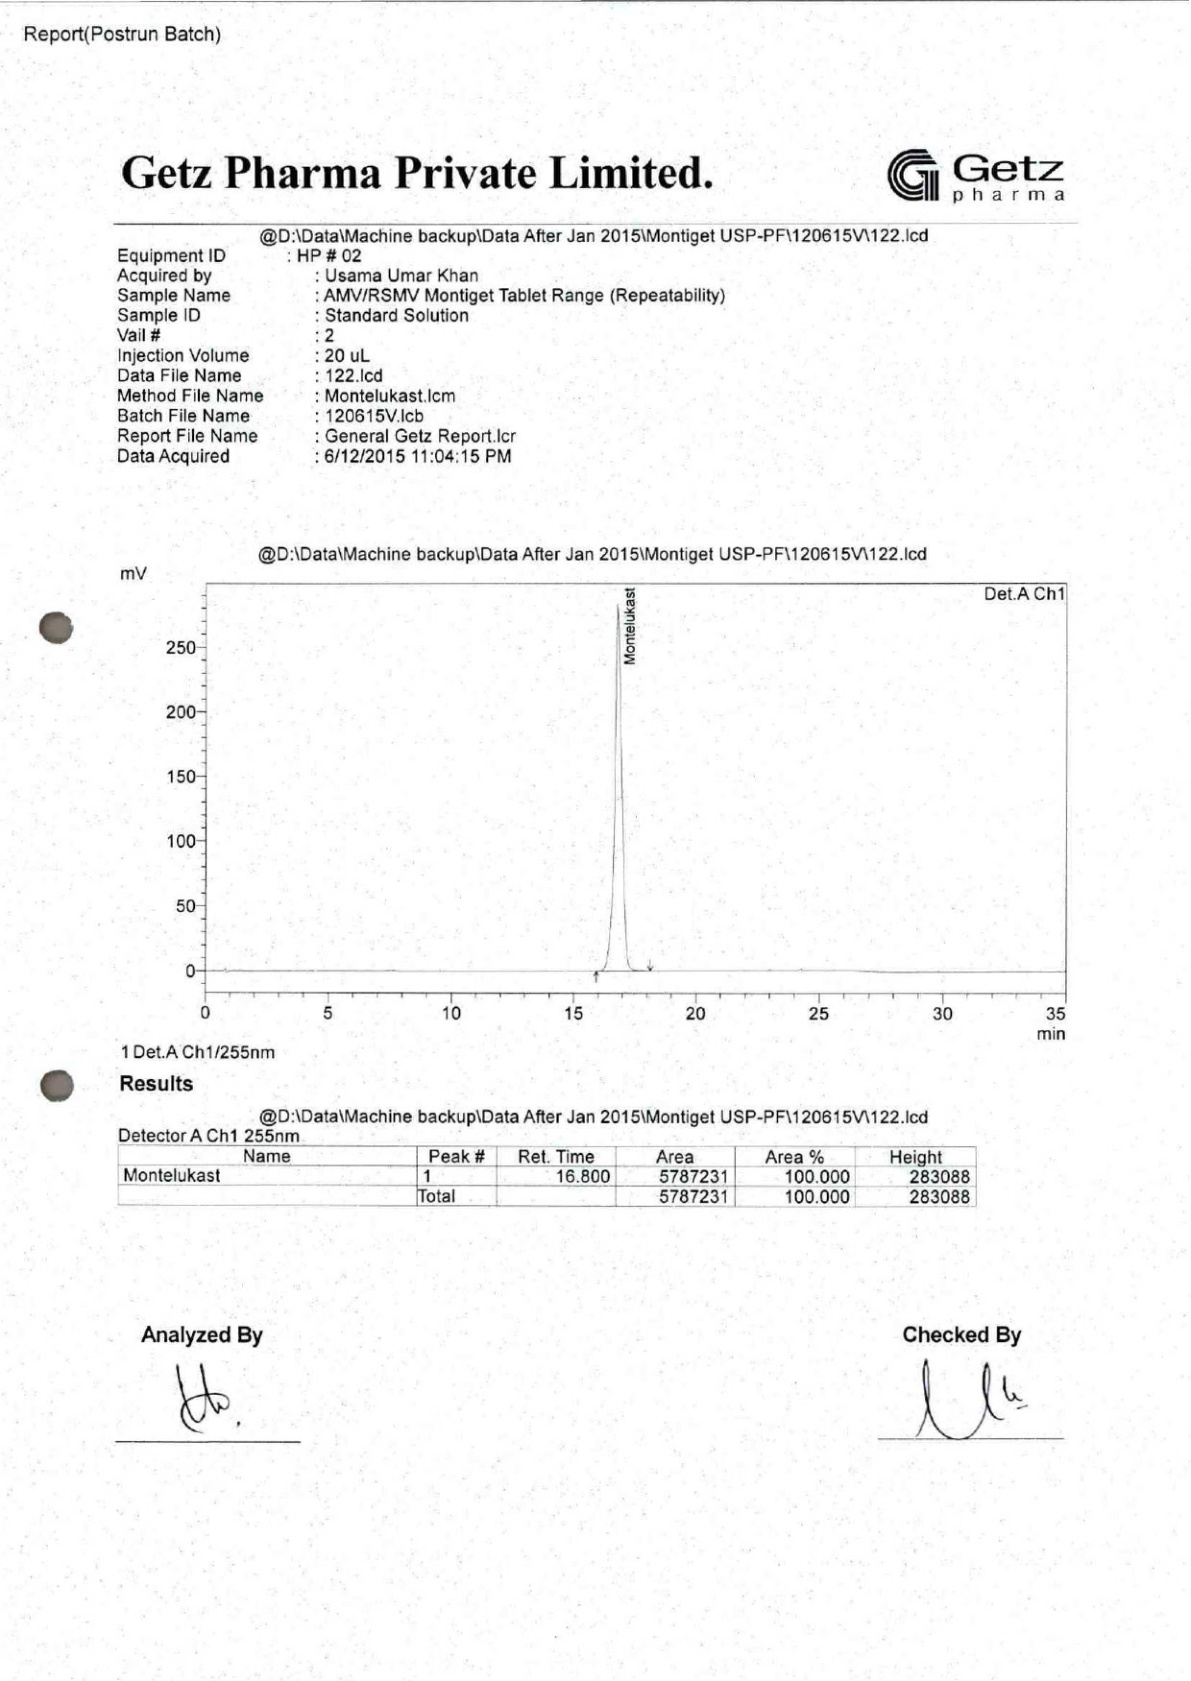 Report(Postrun Batch)
Getz Pharma Private Limited.
Getz
pharma
@D:\Data\Machine backup\Data After Jan 2015\Montiget USP-PF\120615V\122.lcd
Equipment ID : HP # 02
Acquired by : Usama Umar Khan
Sample Name : AMV/RSMV Montiget Tablet Range (Repeatability)
Sample ID : Standard Solution
Vail # : 2
Injection Volume : 20 uL
Data File Name : 122.lcd
Method File Name : Montelukast.lcm
Batch File Name : 120615V.lcb
Report File Name : General Getz Report.lcr
Data Acquired : 6/12/2015 11:04:15 PM
@D:\Data\Machine backup\Data After Jan 2015\Montiget USP-PF\120615V\122.lcd
mV
Det.A Ch1
Montelukast
250
200
150
100
50
0
0 5 10 15 20 25 30 35
min
1 Det.A Ch1/255nm
Results
@D:\Data\Machine backup\Data After Jan 2015\Montiget USP-PF\120615V\122.lcd
Detector A Ch1 255nm
Name Peak # Ret. Time Area Area % Height
Montelukast 1 16.800 5787231 100.000 283088
Total 5787231 100.000 283088
Analyzed By Checked By